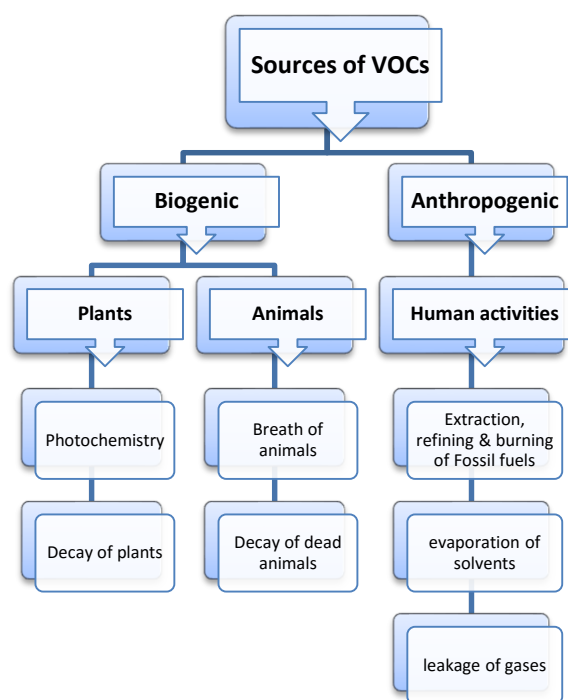 Sources of VOCs
Biogenic
Anthropogenic
Plants
Animals
Human activities
Photochemistry
Breath of
animals
Extraction,
refining & burning
of Fossil fuels
Decay of plants
Decay of dead
animals
evaporation of
solvents
leakage of gases